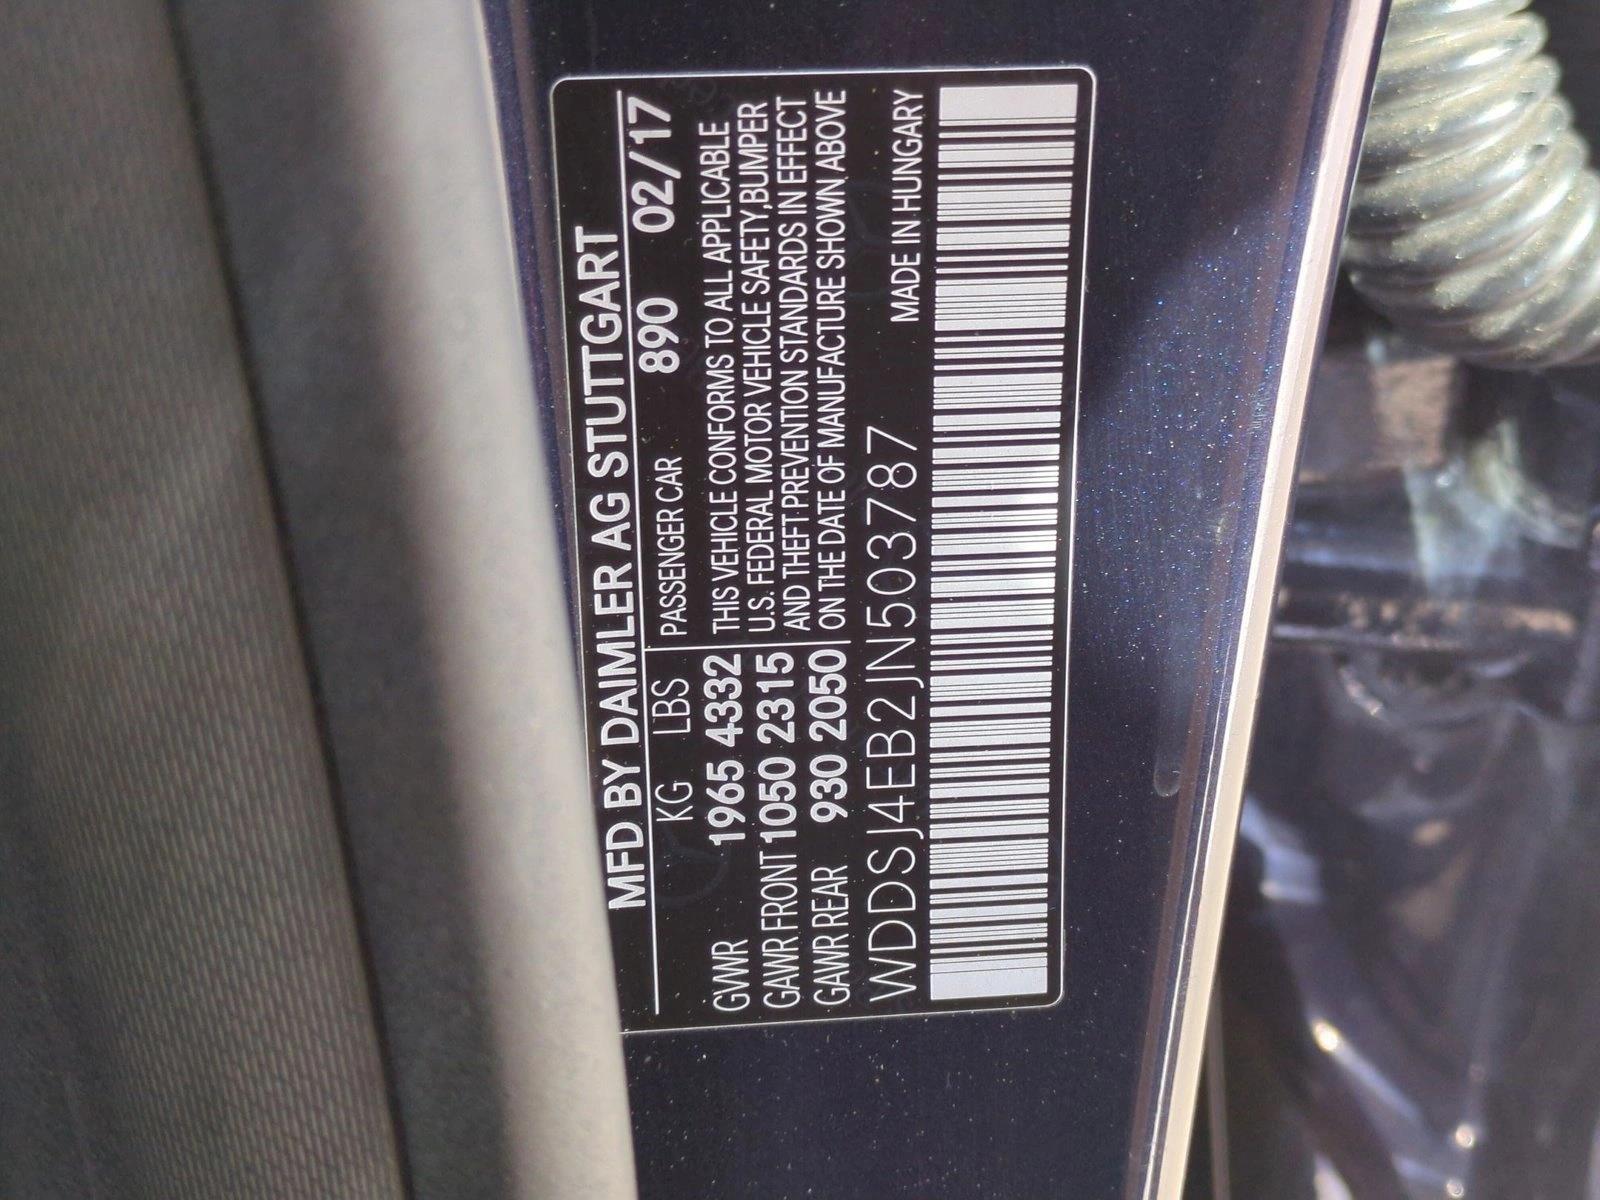 MFD BY DAIMLER AG STUTTGART
KG LBS PASSENGER CAR 890 02/17
GVWR 1965 4332 THIS VEHICLE CONFORMS TO ALL APPLICABLE
U.S. FEDERAL MOTOR VEHICLE SAFETY,BUMPER
GAWR FRONT 1050 2315 AND THEFT PREVENTION STANDARDS IN EFFECT
GAWR REAR 930 2050 ON THE DATE OF MANUFACTURE SHOWN ABOVE
WDDSJ4EB2JN503787 MADE IN HUNGARY